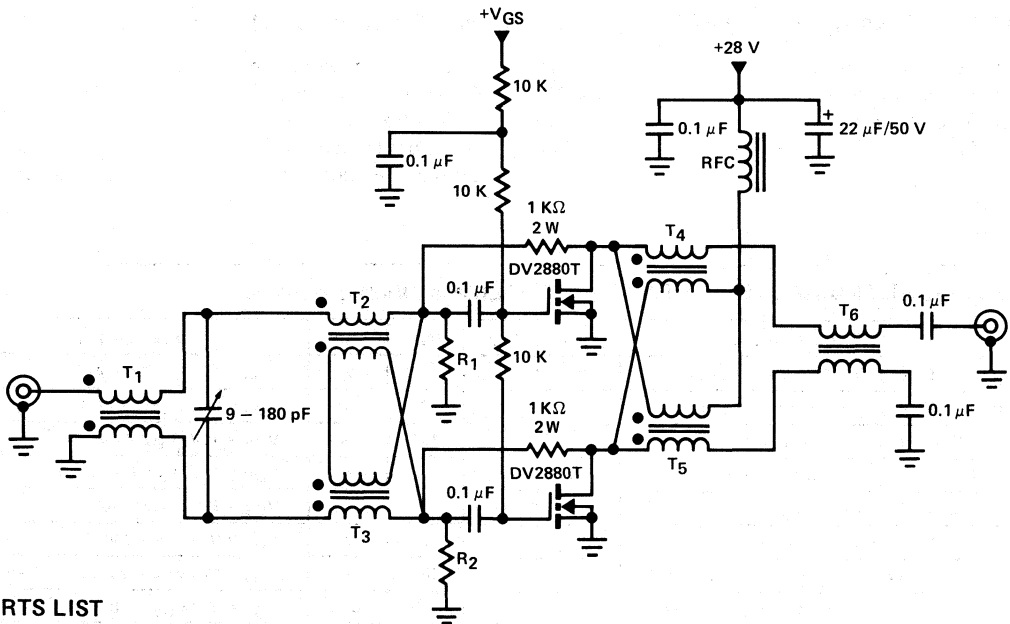 +V_GS
+28 V
10 K
0.1 μF
22 μF/50 V
+
RFC
0.1 μF
10 K
1 KΩ
2 W
T4
DV2880T
0.1 μF
T2
0.1 μF
T6
R1
10 K
T1
9 – 180 pF
1 KΩ
2 W
0.1 μF
DV2880T
T5
0.1 μF
T3
R2
RTS LIST